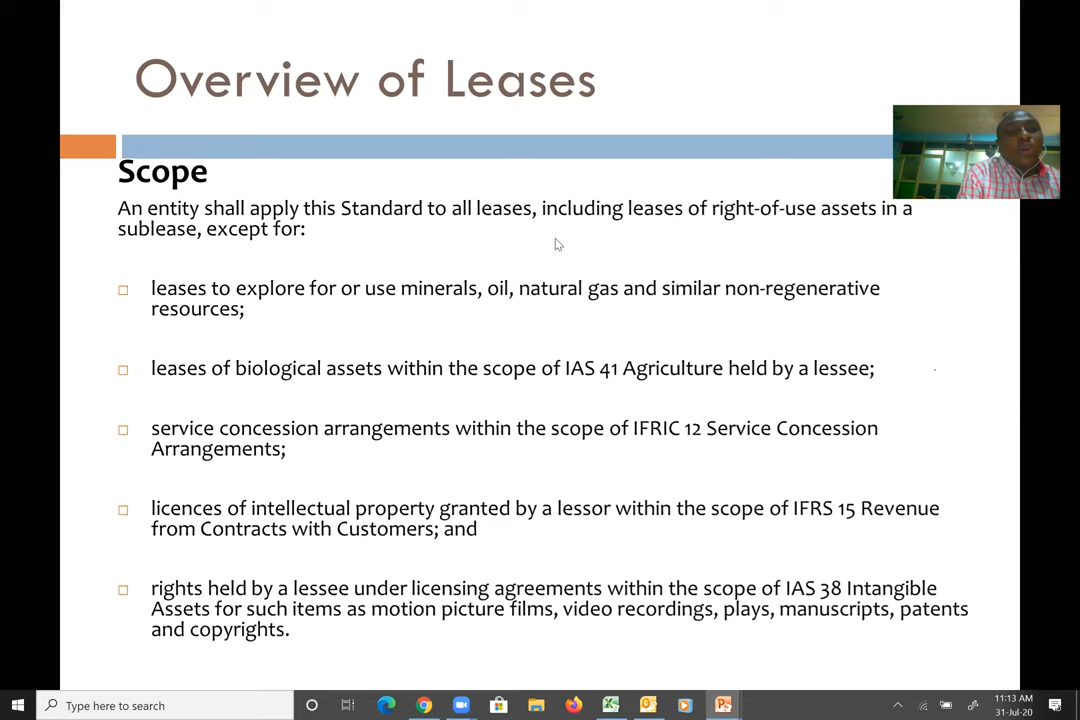 Overview of Leases
Scope
An entity shall apply this Standard to all leases, including leases of right-of-use assets in a
sublease, except for:
leases to explore for or use minerals, oil, natural gas and similar non-regenerative
resources;
leases of biological assets within the scope of IAS 41 Agriculture held by a lessee;
service concession arrangements within the scope of IFRIC 12 Service Concession
Arrangements;
licences of intellectual property granted by a lessor within the scope of IFRS 15 Revenue
from Contracts with Customers; and
rights held by a lessee under licensing agreements within the scope of IAS 38 Intangible
Assets for such items as motion picture films, video recordings, plays, manuscripts, patents
and copyrights.
Type here to search
11:13 AM
31-Jul-20